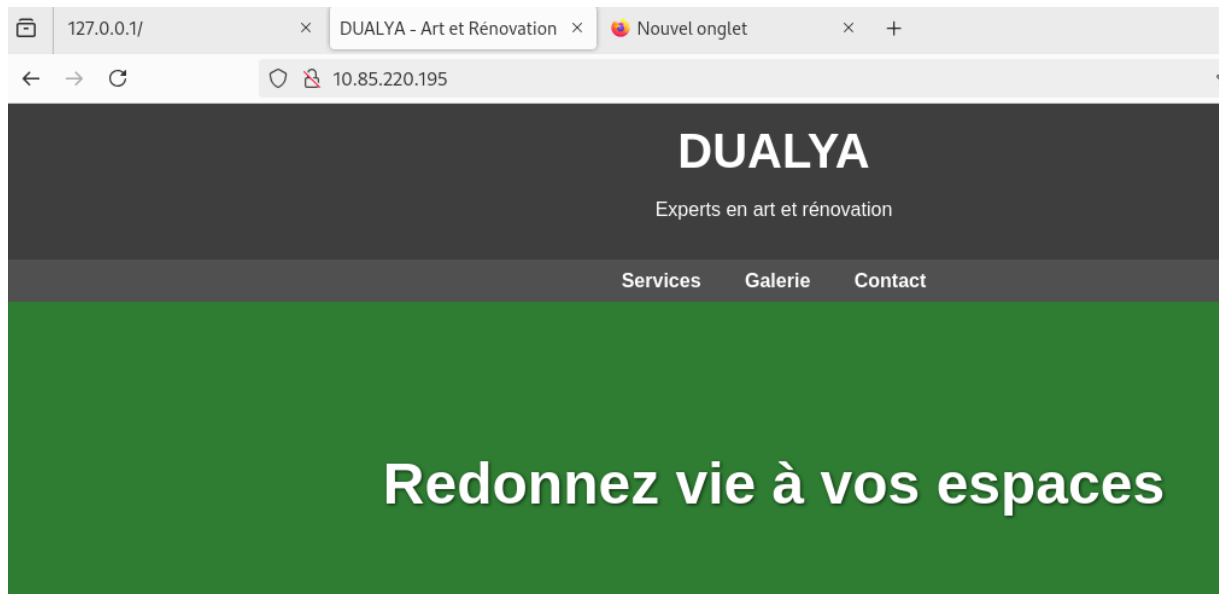 127.0.0.1/
DUALYA - Art et Rénovation
Nouvel onglet
10.85.220.195
DUALYA
Experts en art et rénovation
Services Galerie Contact
Redonnez vie à vos espaces